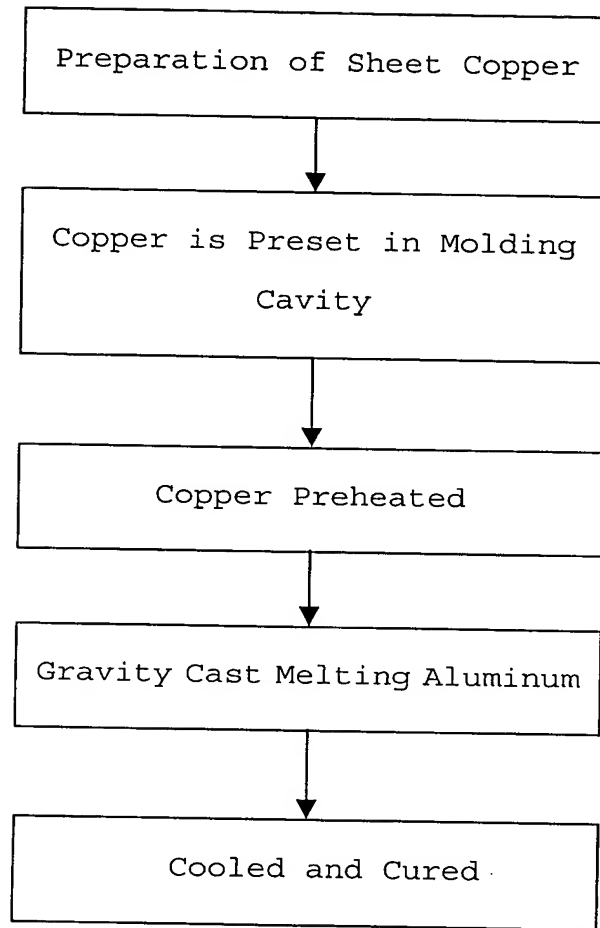 Preparation of Sheet Copper
Copper is Preset in Molding
Cavity
Copper Preheated
Gravity Cast Melting Aluminum
Cooled and Cured